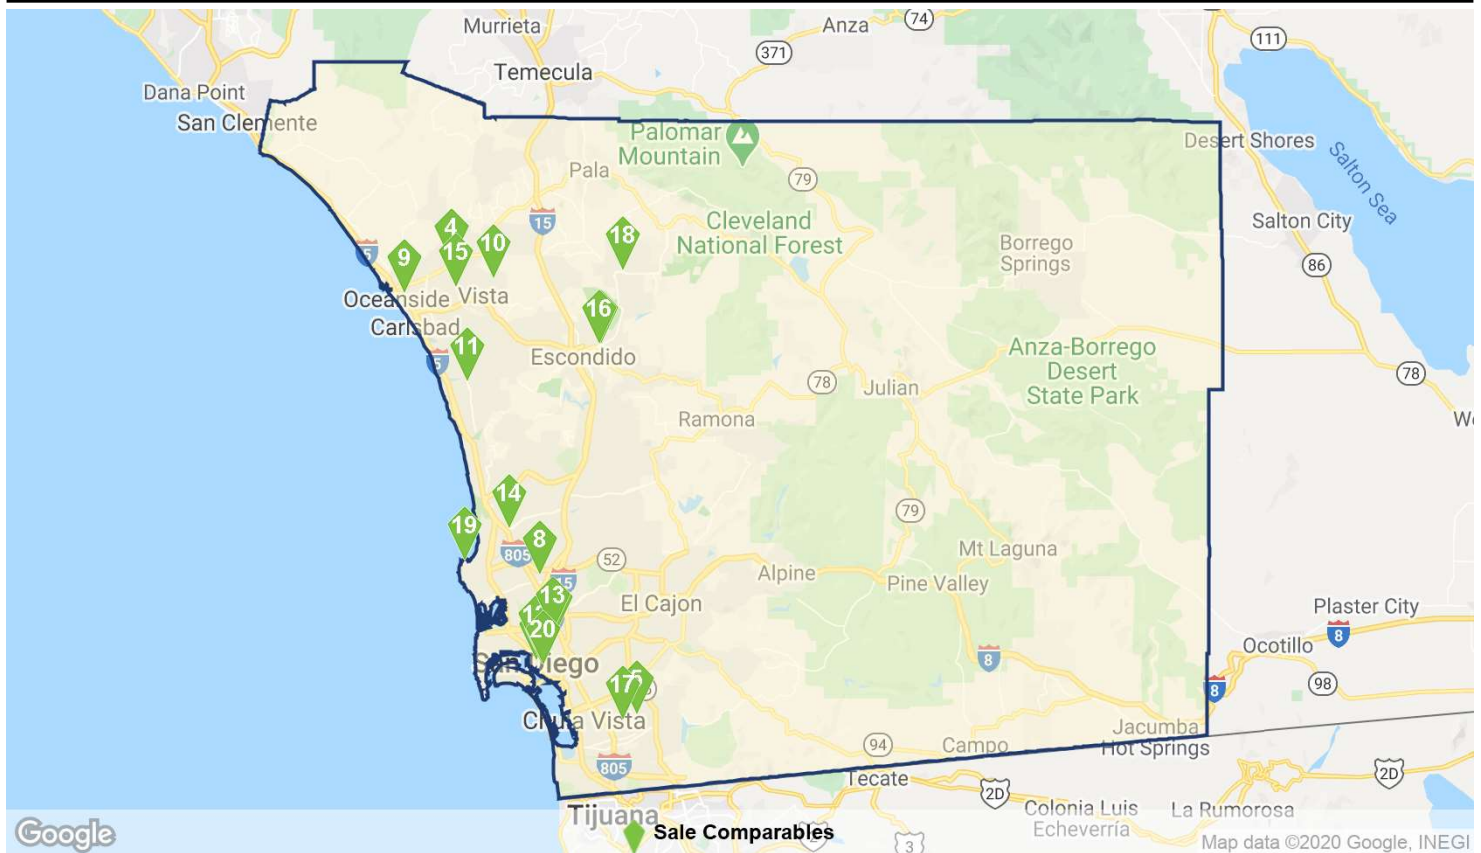 Murrieta
Anza
74
371
111
Temecula
Dana Point
San Clemente
Palomar
Mountain
Desert Shores
Salton Sea
Pala
79
15
Cleveland
National Forest
Salton City
Borrego
Springs
86
4
10
18
15
9
5
Oceanside
Vista
Carlsbad
16
11
5
Escondido
Anza-Borrego
Desert
State Park
78
Julian
78
Ramona
14
19
8
805
52
79
Mt Laguna
Alpine
Pine Valley
15
13
El Cajon
Plaster City
8
20
Ocotillo
San Diego
8
17
98
8
Chula Vista
Jacumba
Hot Springs
94
Campo
805
Tecate
2D
2D
Tijuana
Colonia Luis
Echeverría
La Rumorosa
Google
Sale Comparables
3
Map data ©2020 Google, INEGI